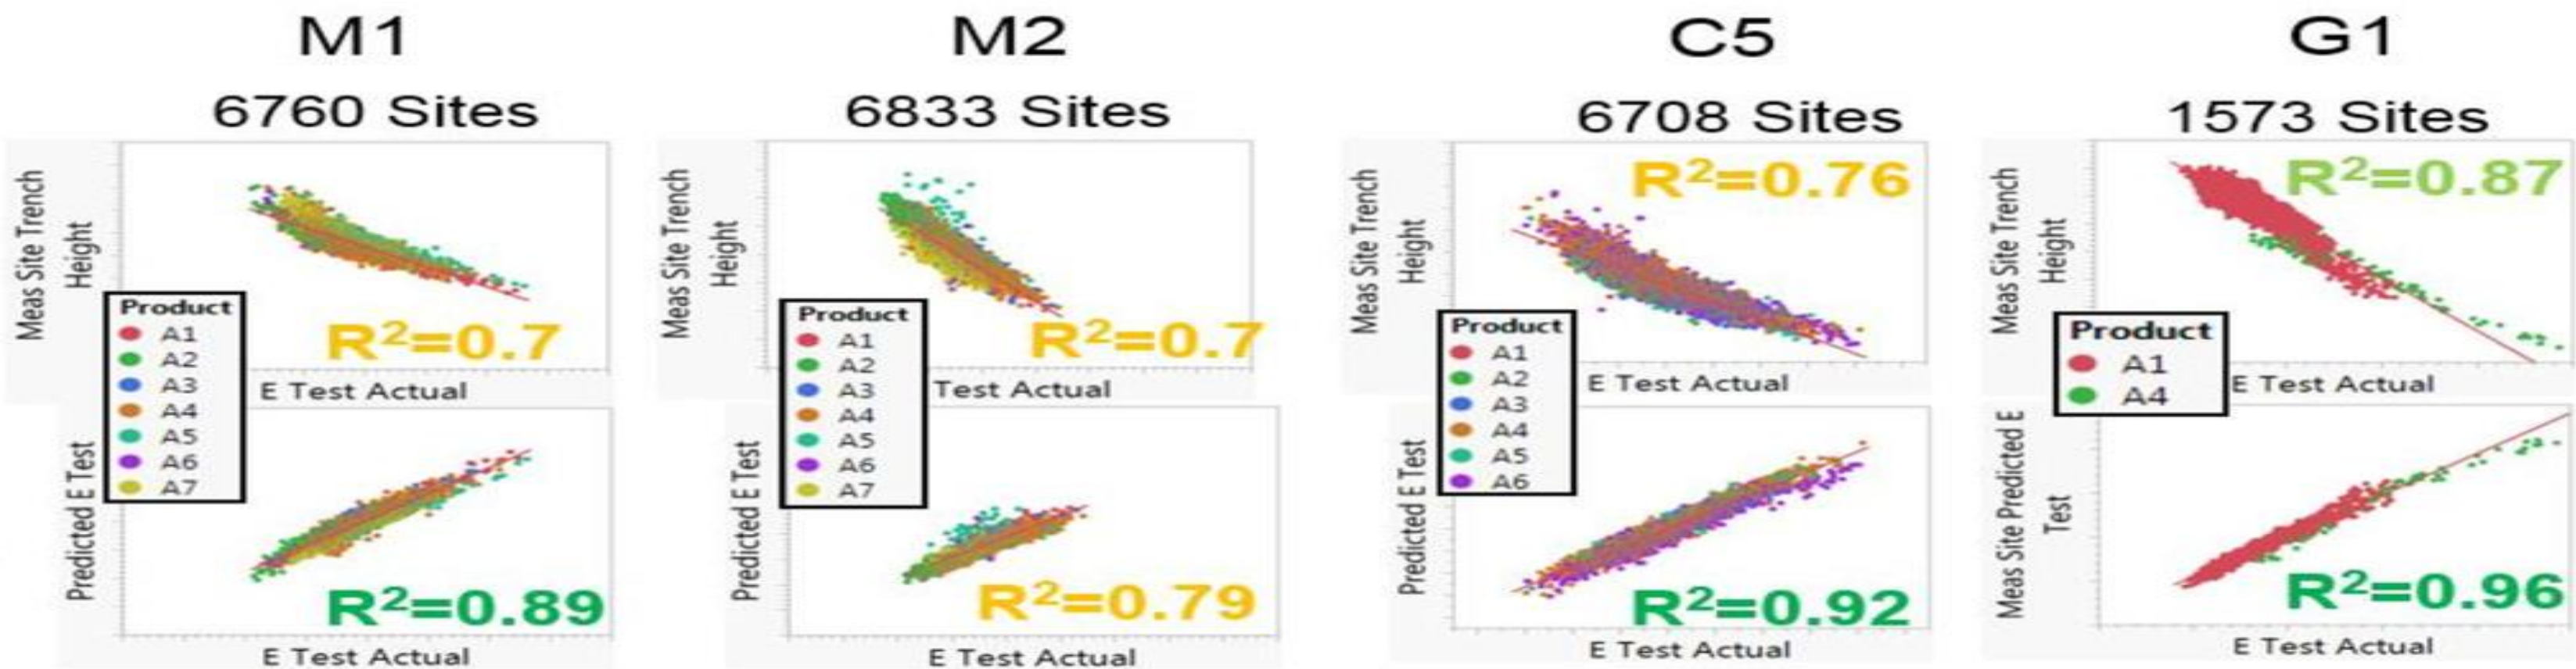 M1
6760 Sites
Meas Site Trench
Height
R²=0.7
E Test Actual
Product
A1
A2
A3
A4
A5
A6
A7
Predicted E Test
R²=0.89
E Test Actual
M2
6833 Sites
Meas Site Trench
Height
R²=0.7
Test Actual
Product
A1
A2
A3
A4
A5
A6
A7
Predicted E Test
R²=0.79
E Test Actual
C5
6708 Sites
Meas Site Trench
Height
R²=0.76
E Test Actual
Product
A1
A2
A3
A4
A5
A6
Predicted E Test
R²=0.92
E Test Actual
G1
1573 Sites
Meas Site Trench
Height
R²=0.87
E Test Actual
Product
A1
A4
Meas Site Predicted E
Test
R²=0.96
E Test Actual